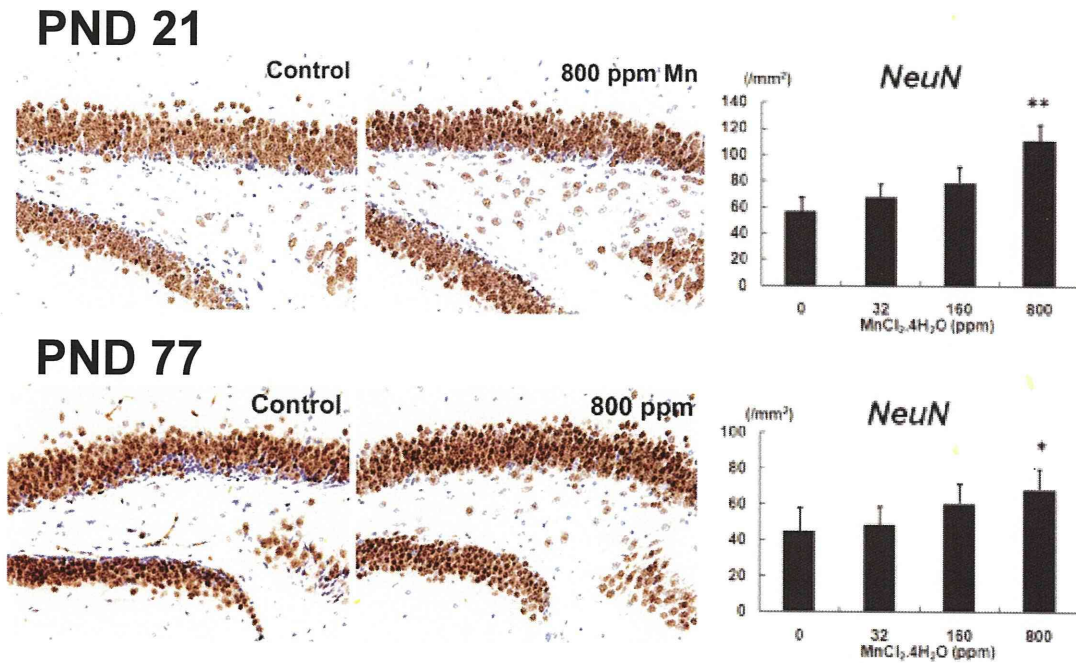 PND 21
Control
800 ppm Mn
(/mm²)
NeuN
140
120
100
80
60
40
20
0
**
0 32 160 800
MnCl₂.4H₂O (ppm)
PND 77
Control
800 ppm
(/mm²)
NeuN
100
80
60
40
20
0
*
0 32 160 800
MnCl₂.4H₂O (ppm)